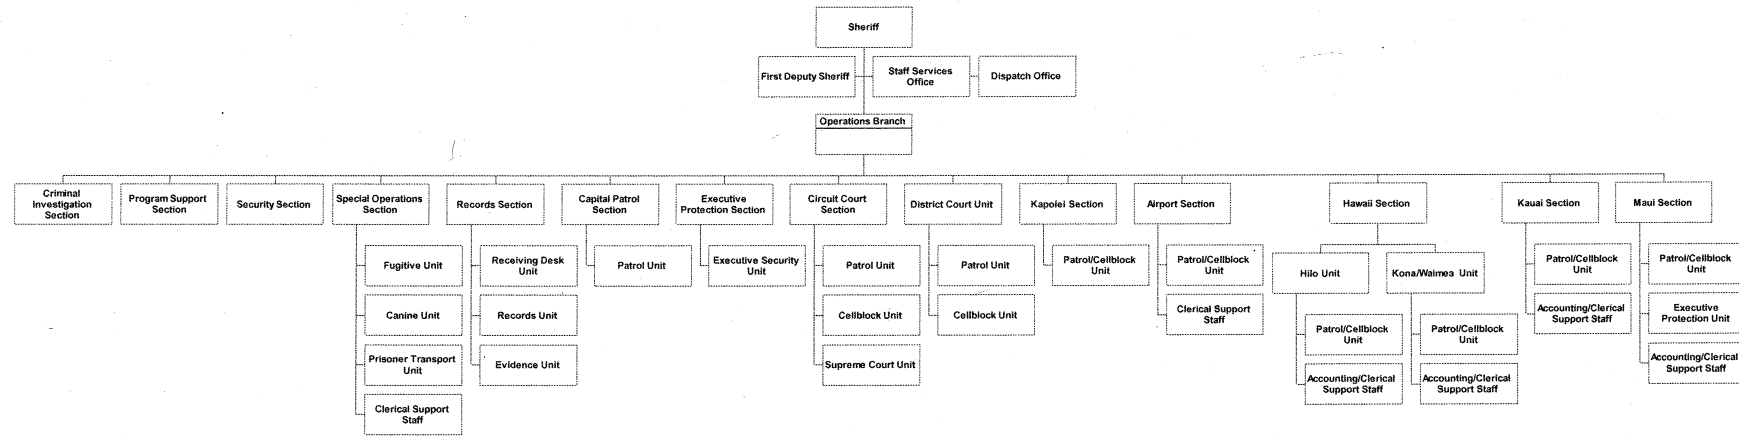 Sheriff
First Deputy Sheriff
Staff Services
Office
Dispatch Office
Operations Branch
Criminal
Investigation
Section
Program Support
Section
Security Section
Special Operations
Section
Records Section
Capital Patrol
Section
Executive
Protection Section
Circuit Court
Section
District Court Unit
Kapolei Section
Airport Section
Hawaii Section
Kauai Section
Maui Section
Fugitive Unit
Canine Unit
Prisoner Transport
Unit
Clerical Support
Staff
Receiving Desk
Unit
Records Unit
Evidence Unit
Patrol Unit
Executive Security
Unit
Patrol Unit
Cellblock Unit
Supreme Court Unit
Patrol Unit
Cellblock Unit
Patrol/Cellblock
Unit
Patrol/Cellblock
Unit
Clerical Support
Staff
Hilo Unit
Patrol/Cellblock
Unit
Accounting/Clerical
Support Staff
Kona/Waimea Unit
Patrol/Cellblock
Unit
Accounting/Clerical
Support Staff
Patrol/Cellblock
Unit
Accounting/Clerical
Support Staff
Patrol/Cellblock
Unit
Executive
Protection Unit
Accounting/Clerical
Support Staff